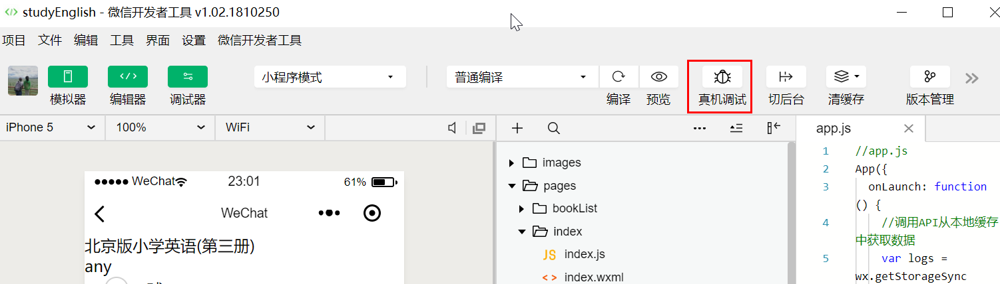 studyEnglish - 微信开发者工具 v1.02.1810250
项目 文件 编辑 工具 界面 设置 微信开发者工具
小程序模式 普通编译
模拟器 编辑器 调试器 编译 预览 真机调试 切后台 清缓存 版本管理
iPhone 5 100% WiFi
app.js
WeChat 23:01 61%
WeChat
北京版小学英语(第三册)
any
images
pages
bookList
index
JS index.js
index.wxml
1 //app.js
2 App({
3 onLaunch: function
() {
4 //调用API从本地缓存
中获取数据
5 var logs =
wx.getStorageSync